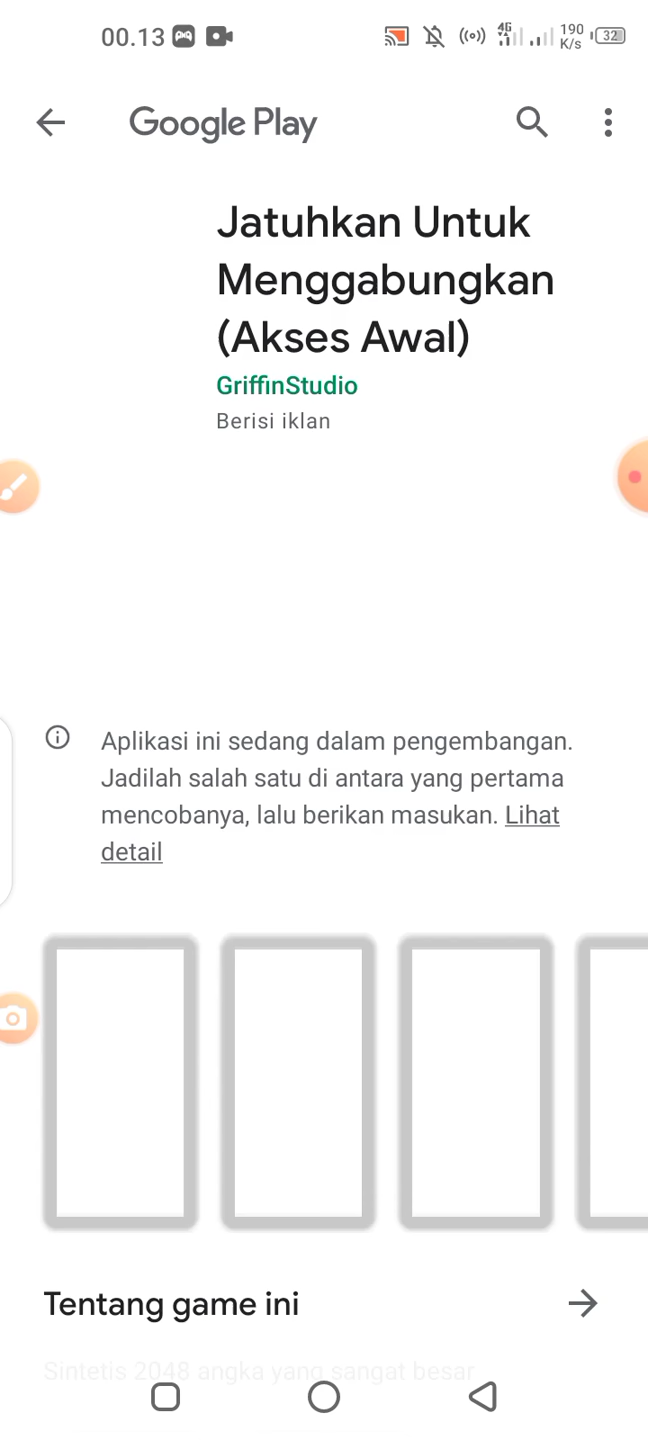 00.13
4G
190
K/s
32
Google Play
Jatuhkan Untuk
Menggabungkan
(Akses Awal)
GriffinStudio
Berisi iklan
Aplikasi ini sedang dalam pengembangan.
Jadilah salah satu di antara yang pertama
mencobanya, lalu berikan masukan. Lihat
detail
Tentang game ini
Sintetis 2048 angka yang sangat besar